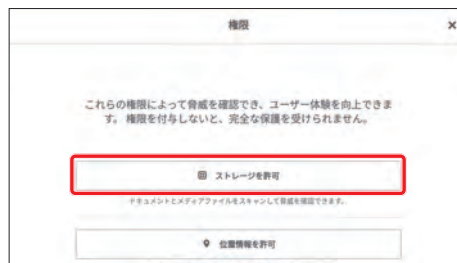 権限
×
これらの権限によって脅威を確認でき、ユーザー体験を向上できま
す。 権限を付与しないと、完全な保護を受けられません。
ストレージを許可
ドキュメントとメディアファイルをスキャンして脅威を確認できます。
位置情報を許可